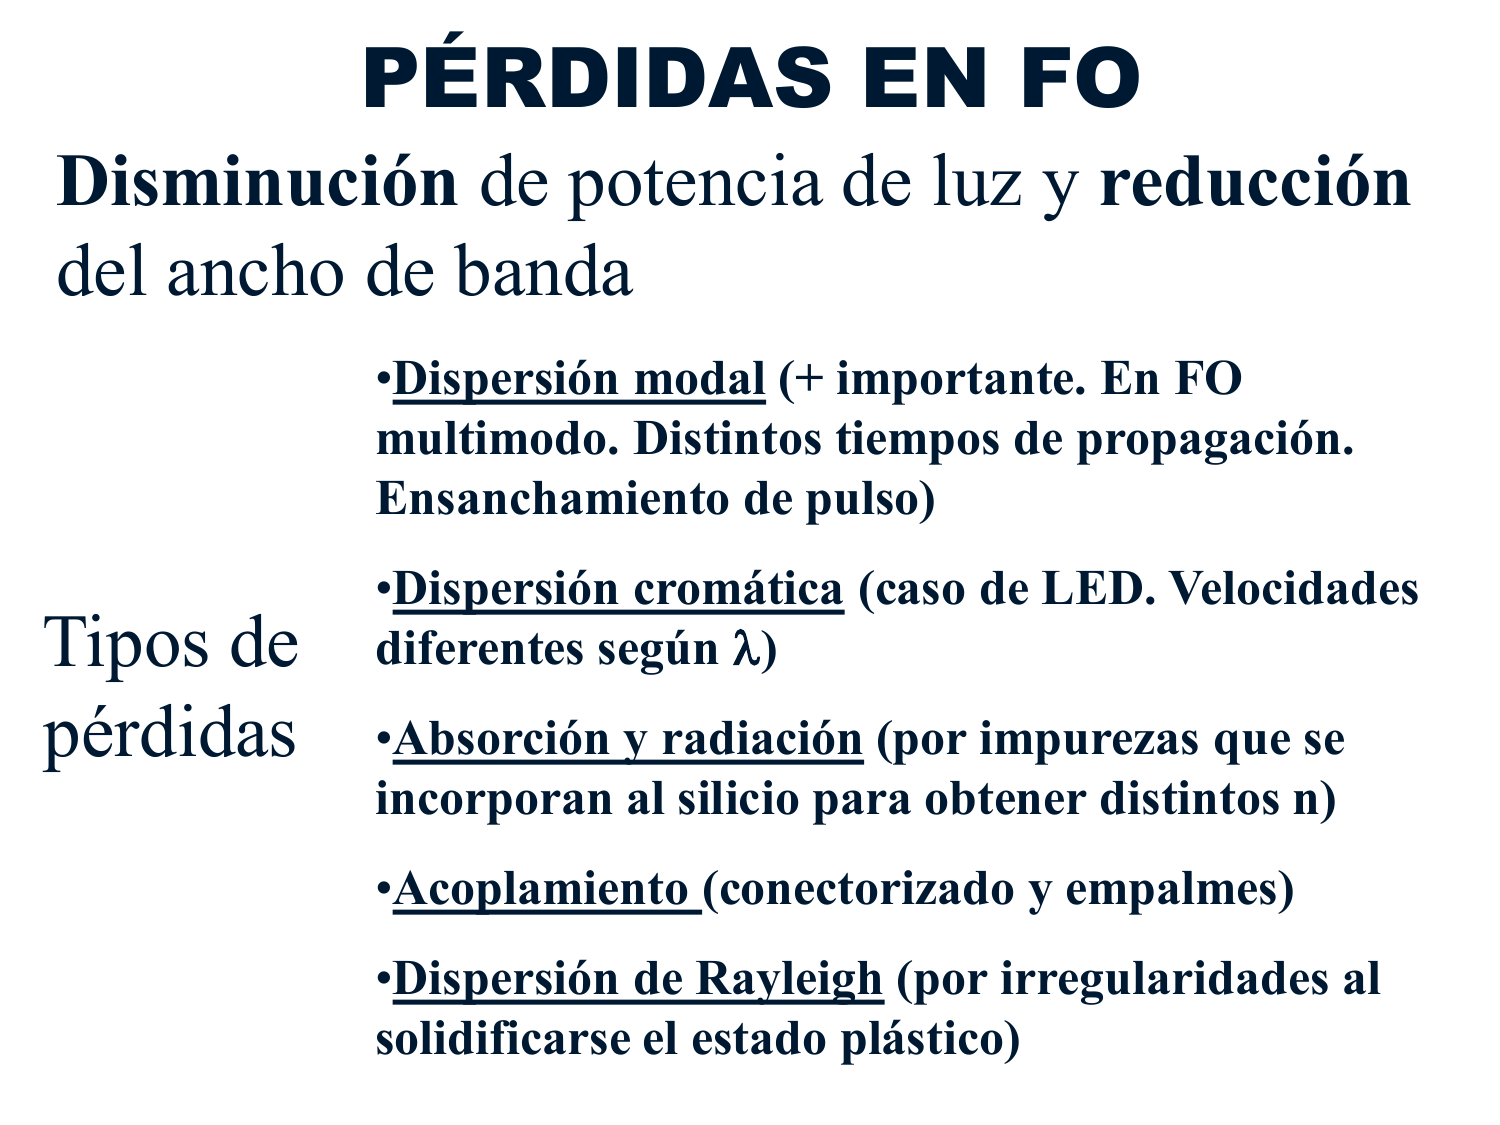 PÉRDIDAS EN FO
Disminución de potencia de luz y reducción
del ancho de banda
•Dispersión modal (+ importante. En FO
multimodo. Distintos tiempos de propagación.
Ensanchamiento de pulso)
•Dispersión cromática (caso de LED. Velocidades
diferentes según λ)
Tipos de
pérdidas
•Absorción y radiación (por impurezas que se
incorporan al silicio para obtener distintos n)
•Acoplamiento (conectorizado y empalmes)
•Dispersión de Rayleigh (por irregularidades al
solidificarse el estado plástico)